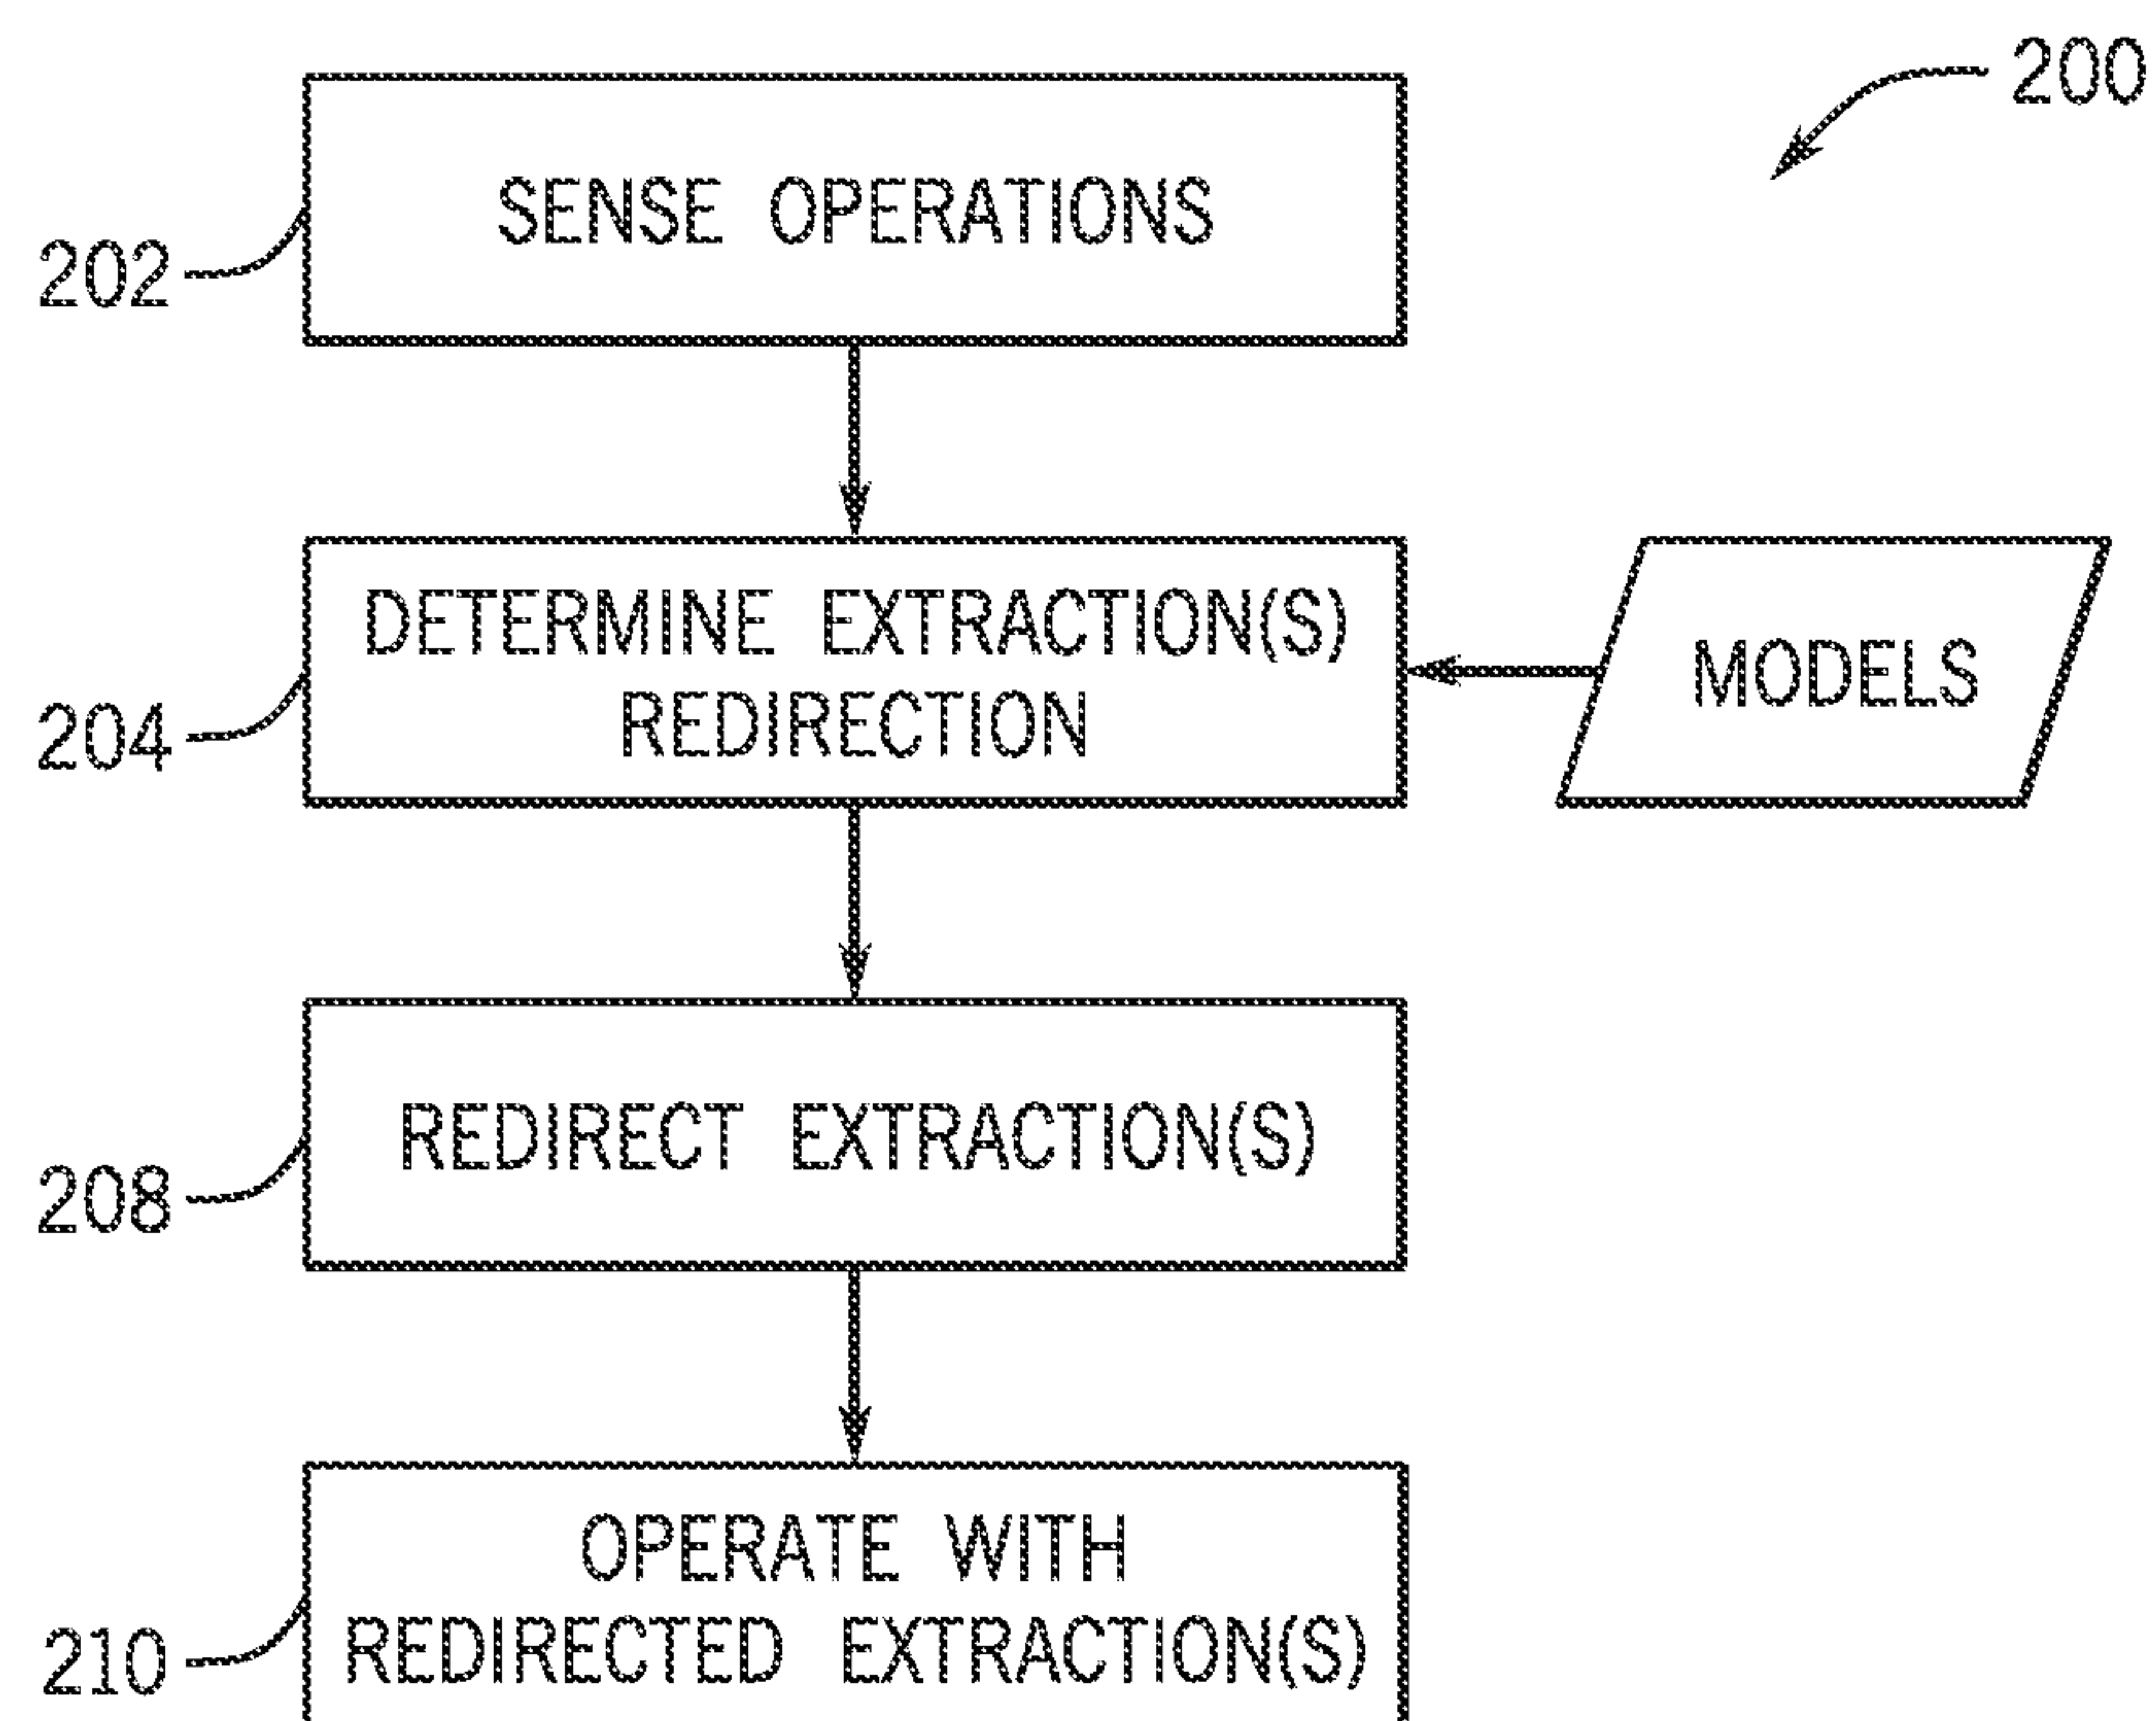 200
SENSE OPERATIONS
202
DETERMINE EXTRACTION(S)
REDIRECTION
MODELS
204
REDIRECT EXTRACTION(S)
208
OPERATE WITH
REDIRECTED EXTRACTION(S)
210